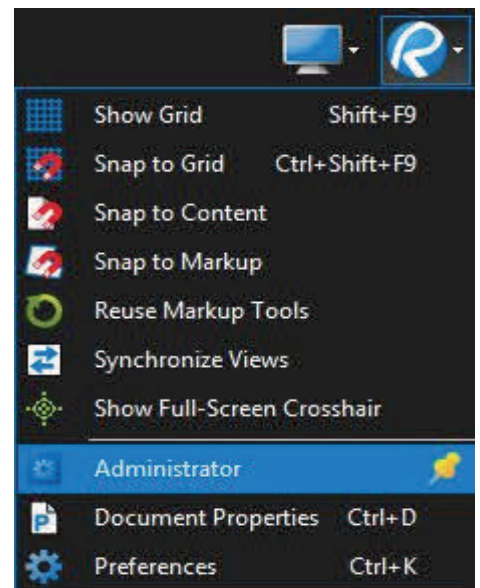 Show Grid Shift+F9
Snap to Grid Ctrl+Shift+F9
Snap to Content
Snap to Markup
Reuse Markup Tools
Synchronize Views
Show Full-Screen Crosshair
Administrator
Document Properties Ctrl+D
Preferences Ctrl+K